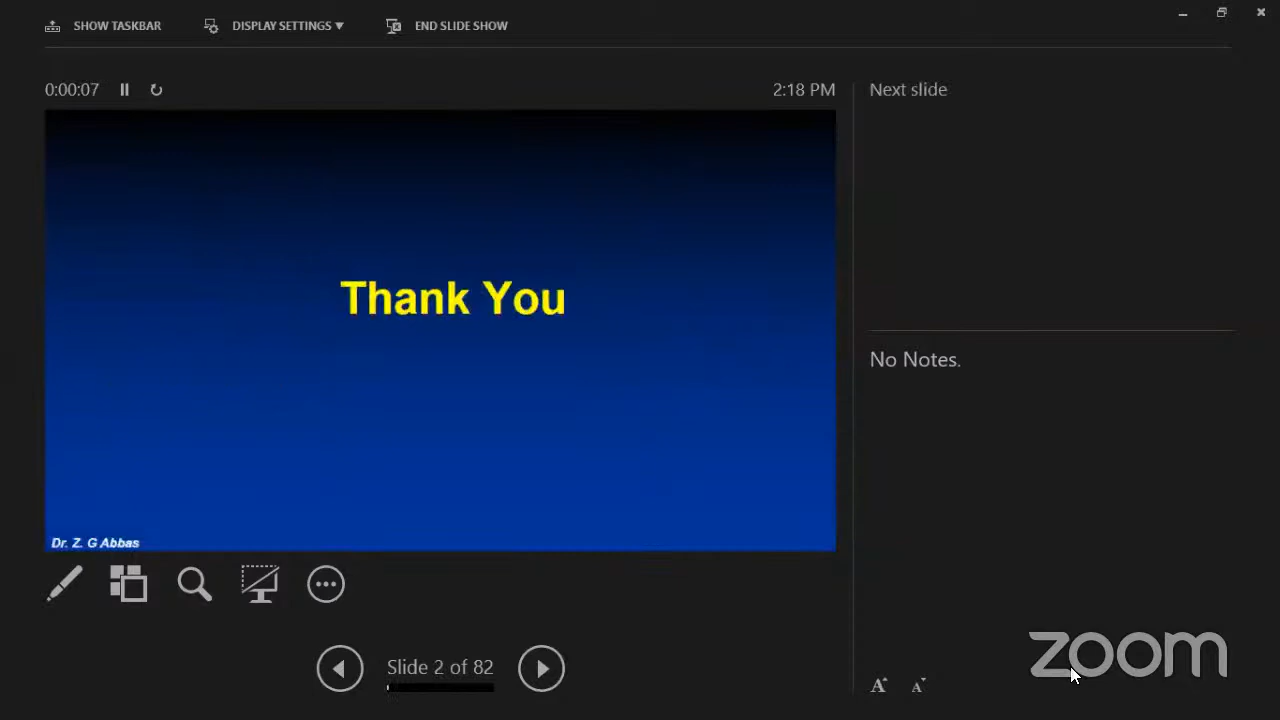 SHOW TASKBAR DISPLAY SETTINGS ▼ END SLIDE SHOW
0:00:07 2:18 PM
Thank You
Dr. Z. G Abbas
Slide 2 of 82
Next slide
No Notes.
A A
zoom